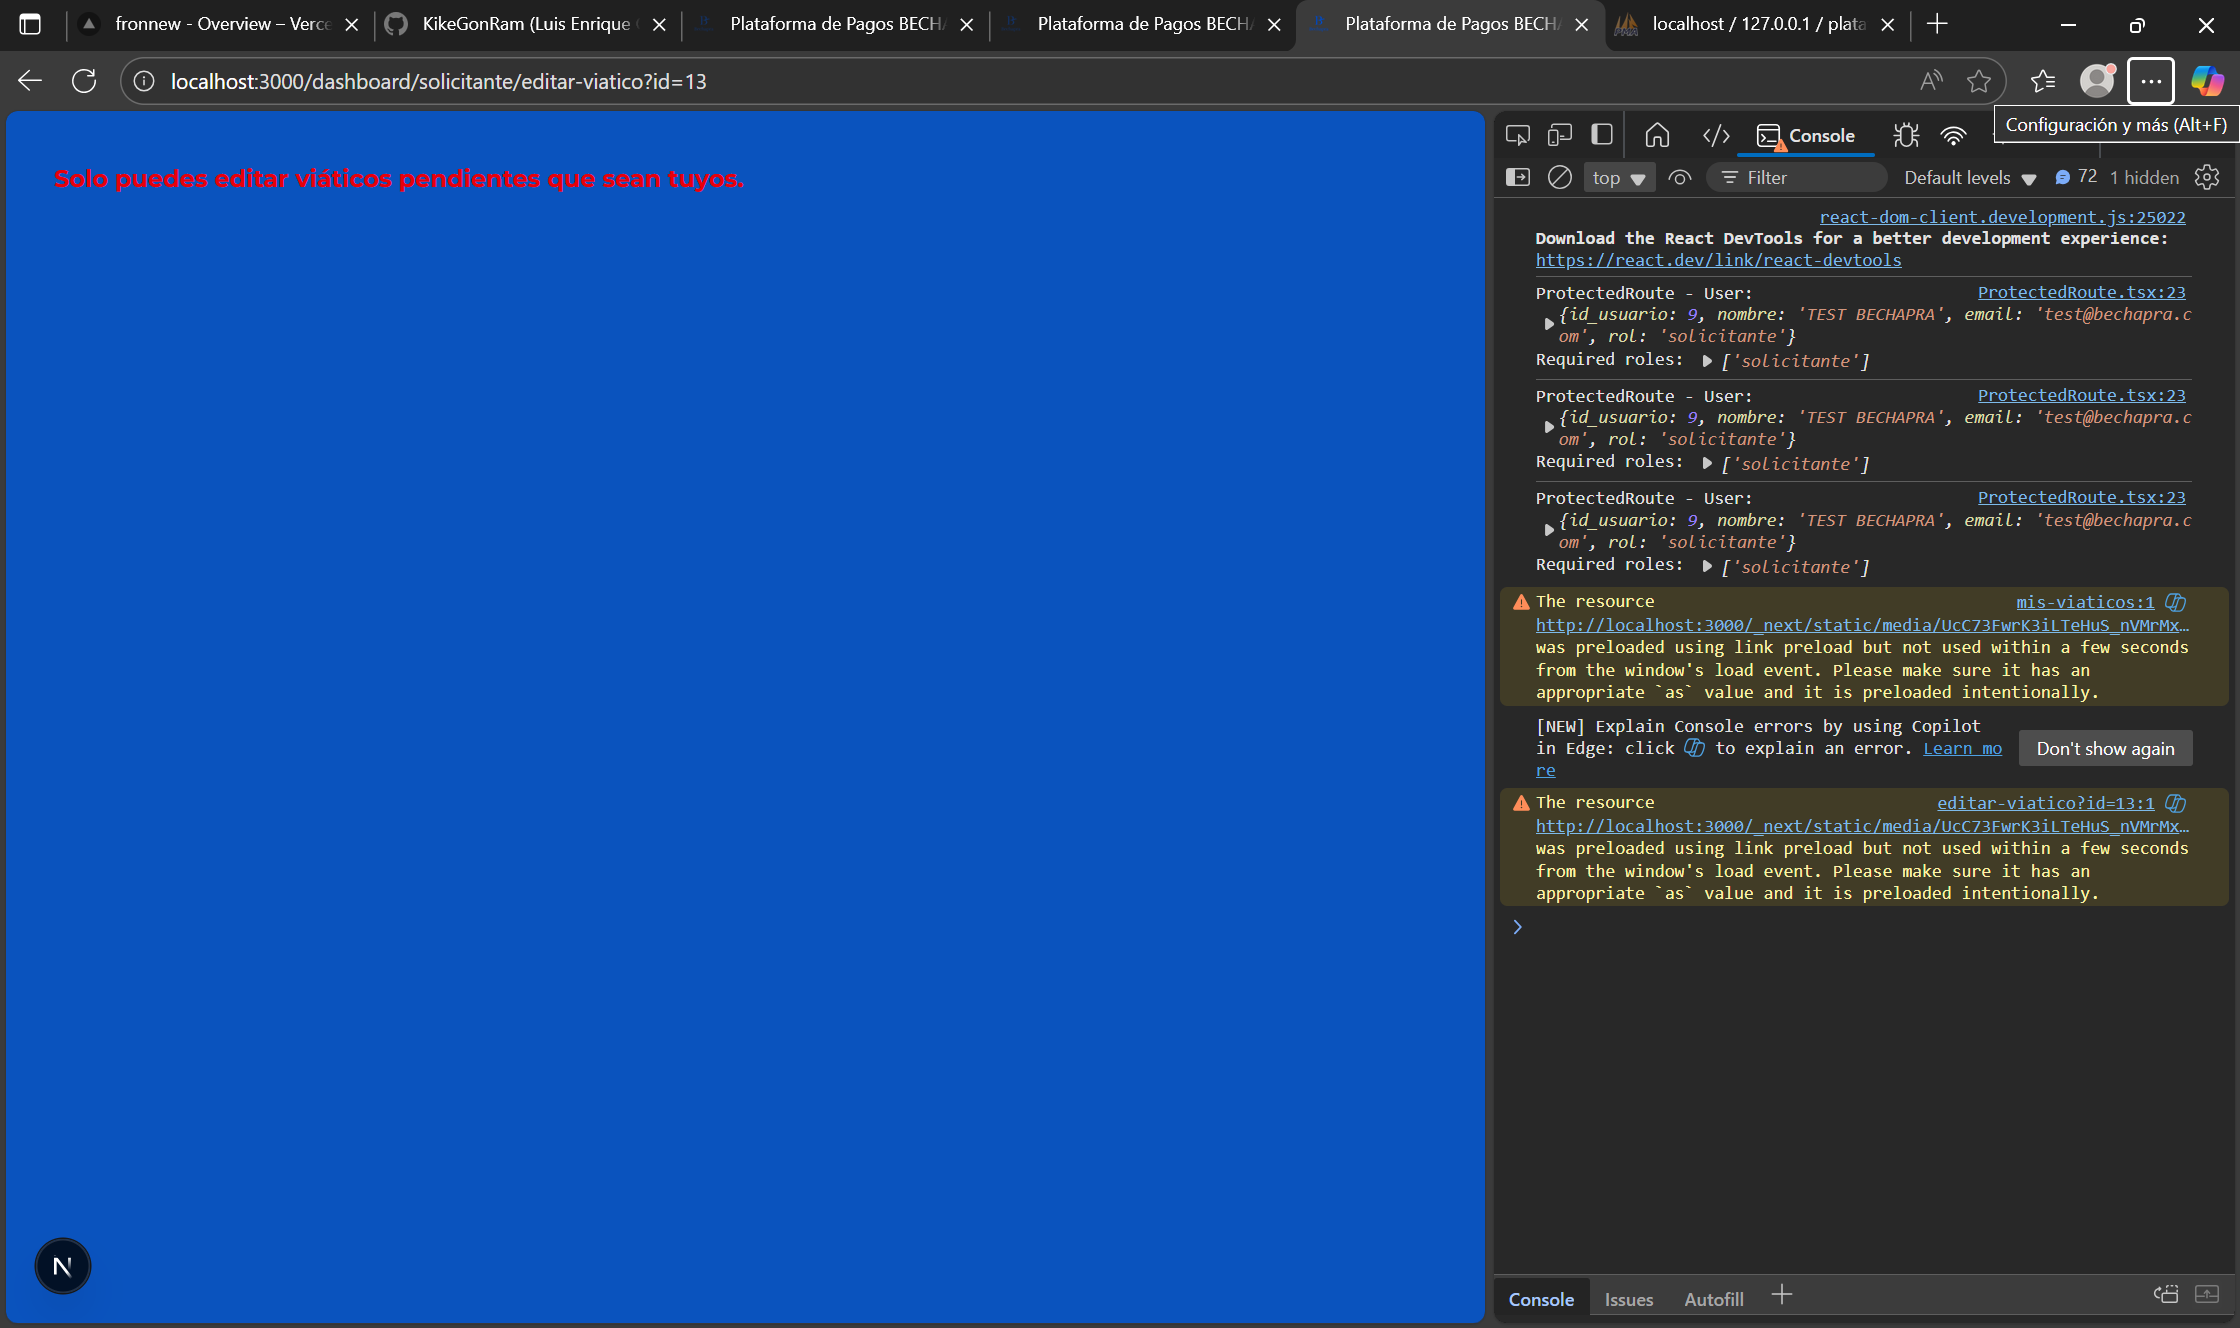 fronnew - Overview – Verce
KikeGonRam (Luis Enrique
Plataforma de Pagos BECHA
Plataforma de Pagos BECHA
Plataforma de Pagos BECHA
localhost / 127.0.0.1 / plata
localhost:3000/dashboard/solicitante/editar-viatico?id=13
Configuración y más (Alt+F)
Solo puedes editar viáticos pendientes que sean tuyos.
Console
top
Filter
Default levels
72
1 hidden
react-dom-client.development.js:25022
Download the React DevTools for a better development experience:
https://react.dev/link/react-devtools
ProtectedRoute - User: ProtectedRoute.tsx:23
{id_usuario: 9, nombre: 'TEST BECHAPRA', email: 'test@bechapra.c
om', rol: 'solicitante'}
Required roles: ['solicitante']
ProtectedRoute - User: ProtectedRoute.tsx:23
{id_usuario: 9, nombre: 'TEST BECHAPRA', email: 'test@bechapra.c
om', rol: 'solicitante'}
Required roles: ['solicitante']
ProtectedRoute - User: ProtectedRoute.tsx:23
{id_usuario: 9, nombre: 'TEST BECHAPRA', email: 'test@bechapra.c
om', rol: 'solicitante'}
Required roles: ['solicitante']
The resource mis-viaticos:1
http://localhost:3000/_next/static/media/UcC73FwrK3iLTeHuS_nVMrMx…
was preloaded using link preload but not used within a few seconds
from the window's load event. Please make sure it has an
appropriate `as` value and it is preloaded intentionally.
[NEW] Explain Console errors by using Copilot
in Edge: click to explain an error. Learn mo
re
Don't show again
The resource editar-viatico?id=13:1
http://localhost:3000/_next/static/media/UcC73FwrK3iLTeHuS_nVMrMx…
was preloaded using link preload but not used within a few seconds
from the window's load event. Please make sure it has an
appropriate `as` value and it is preloaded intentionally.
N
Console
Issues
Autofill